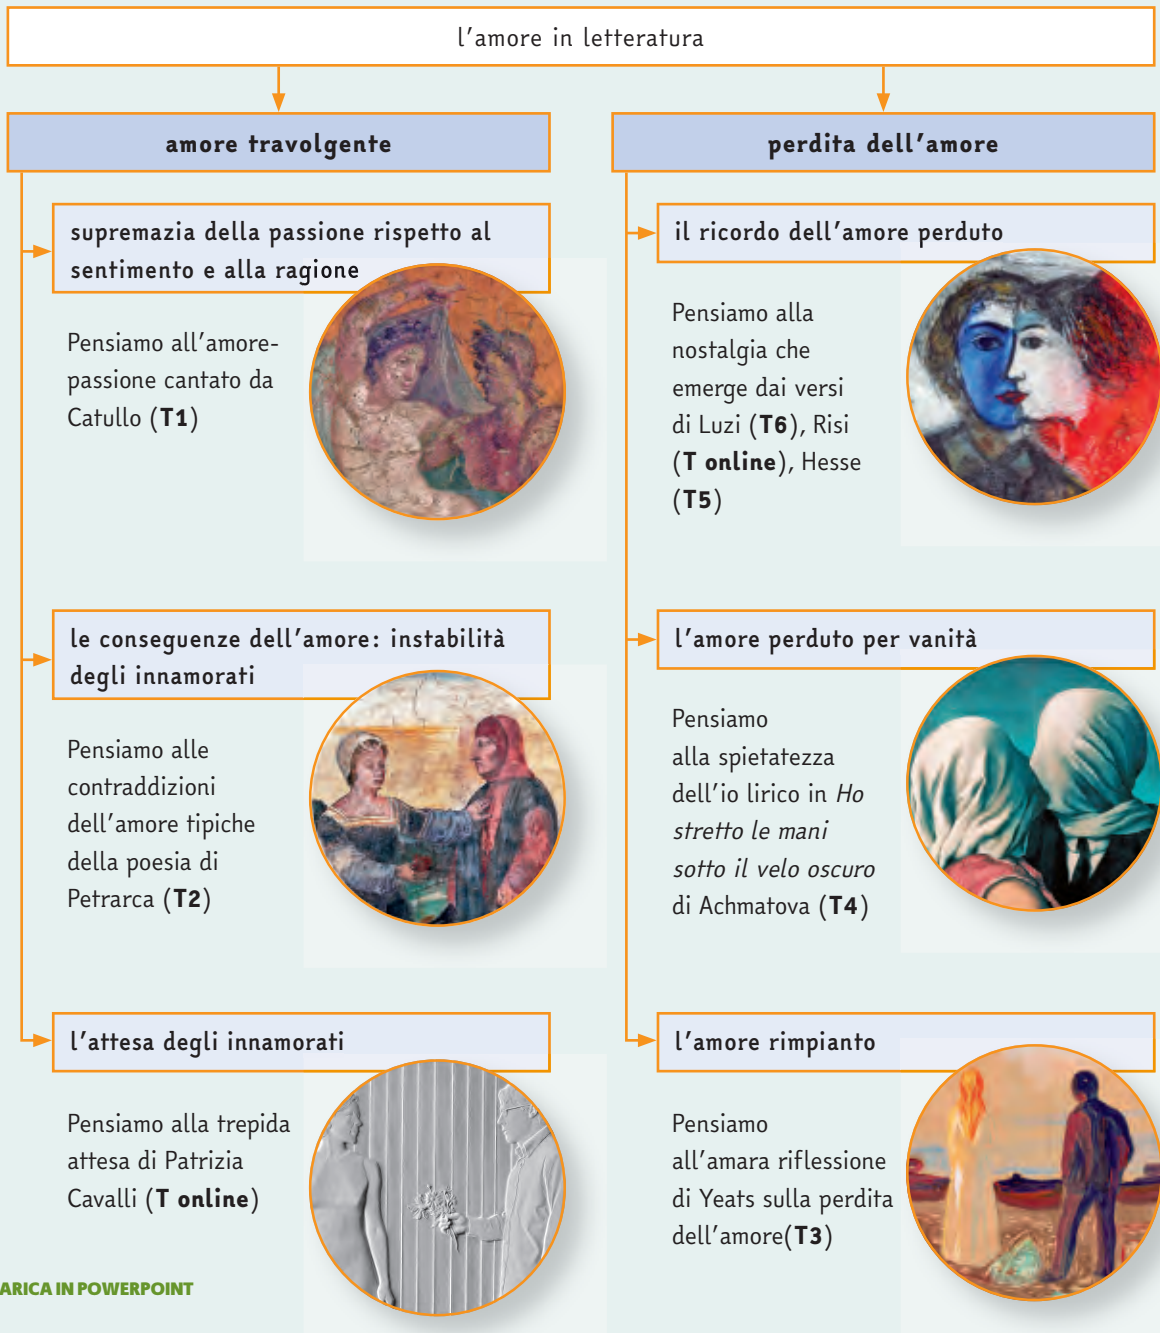 l'amore in letteratura
amore travolgente
supremazia della passione rispetto al
sentimento e alla ragione
Pensiamo all'amore-
passione cantato da
Catullo (T1)
le conseguenze dell'amore: instabilità
degli innamorati
Pensiamo alle
contraddizioni
dell'amore tipiche
della poesia di
Petrarca (T2)
l'attesa degli innamorati
Pensiamo alla trepida
attesa di Patrizia
Cavalli (T online)
perdita dell'amore
il ricordo dell'amore perduto
Pensiamo alla
nostalgia che
emerge dai versi
di Luzi (T6), Risi
(T online), Hesse
(T5)
l'amore perduto per vanità
Pensiamo
alla spietatezza
dell'io lirico in Ho
stretto le mani
sotto il velo oscuro
di Achmatova (T4)
l'amore rimpianto
Pensiamo
all'amara riflessione
di Yeats sulla perdita
dell'amore(T3)
ARICA IN POWERPOINT